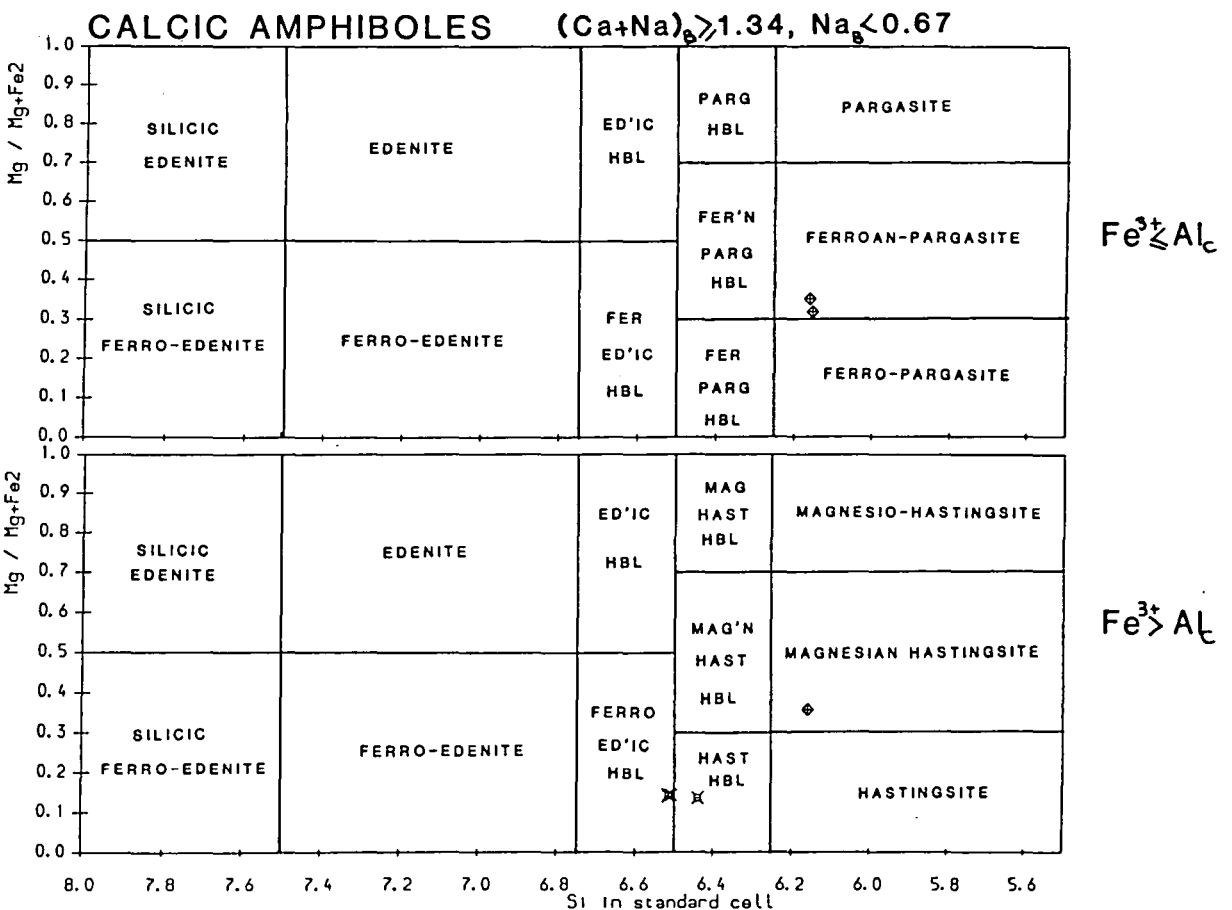 CALCIC AMPHIBOLES (Ca+Na)B⩾1.34, NaB<0.67
Mg / Mg+Fe2
1.0
0.9
0.8
0.7
0.6
0.5
0.4
0.3
0.2
0.1
0.0
SILICIC
EDENITE
EDENITE
ED'IC
HBL
PARG
HBL
PARGASITE
FER'N
PARG
HBL
FERROAN-PARGASITE
SILICIC
FERRO-EDENITE
FERRO-EDENITE
FER
ED'IC
HBL
FER
PARG
HBL
FERRO-PARGASITE
Fe3+⩽Alc
Mg / Mg+Fe2
1.0
0.9
0.8
0.7
0.6
0.5
0.4
0.3
0.2
0.1
0.0
SILICIC
EDENITE
EDENITE
ED'IC
HBL
MAG
HAST
HBL
MAGNESIO-HASTINGSITE
MAG'N
HAST
HBL
MAGNESIAN HASTINGSITE
SILICIC
FERRO-EDENITE
FERRO-EDENITE
FERRO
ED'IC
HBL
HAST
HBL
HASTINGSITE
Fe3+> Alc
8.0 7.8 7.6 7.4 7.2 7.0 6.8 6.6 6.4 6.2 6.0 5.8 5.6
Si in standard cell